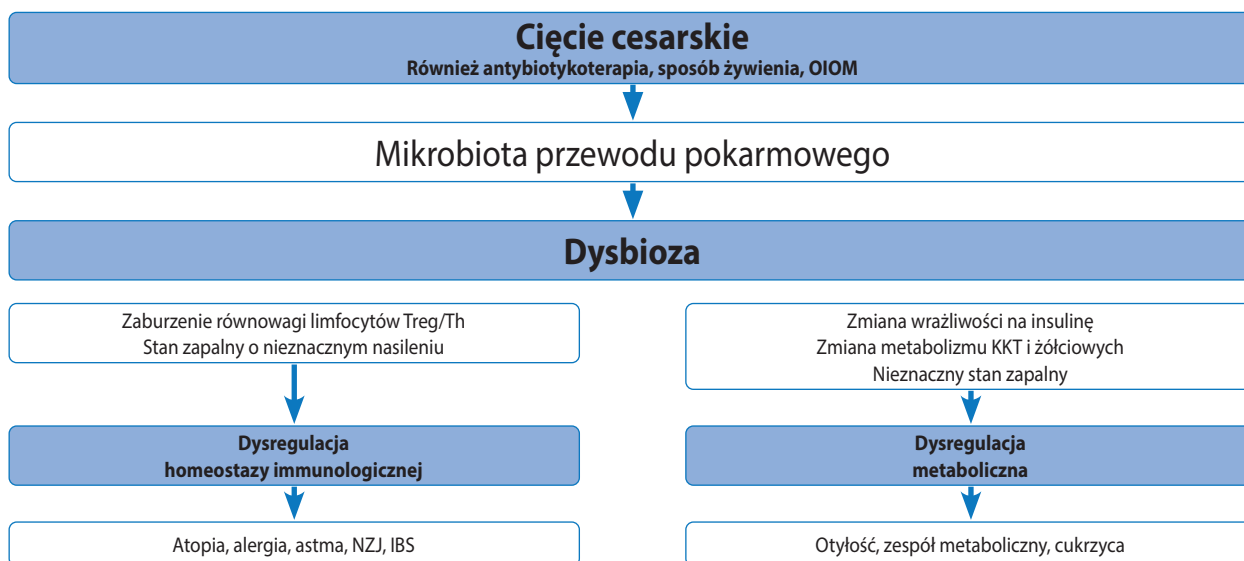 Cięcie cesarskie
Również antybiotykoterapia, sposób żywienia, OIOM
Mikrobiota przewodu pokarmowego
Dysbioza
Zaburzenie równowagi limfocytów Treg/Th
Stan zapalny o nieznacznym nasileniu
Dysregulacja
homeostazy immunologicznej
Atopia, alergia, astma, NZJ, IBS
Zmiana wrażliwości na insulinę
Zmiana metabolizmu KKT i żółciowych
Nieznaczny stan zapalny
Dysregulacja
metaboliczna
Otyłość, zespół metaboliczny, cukrzyca